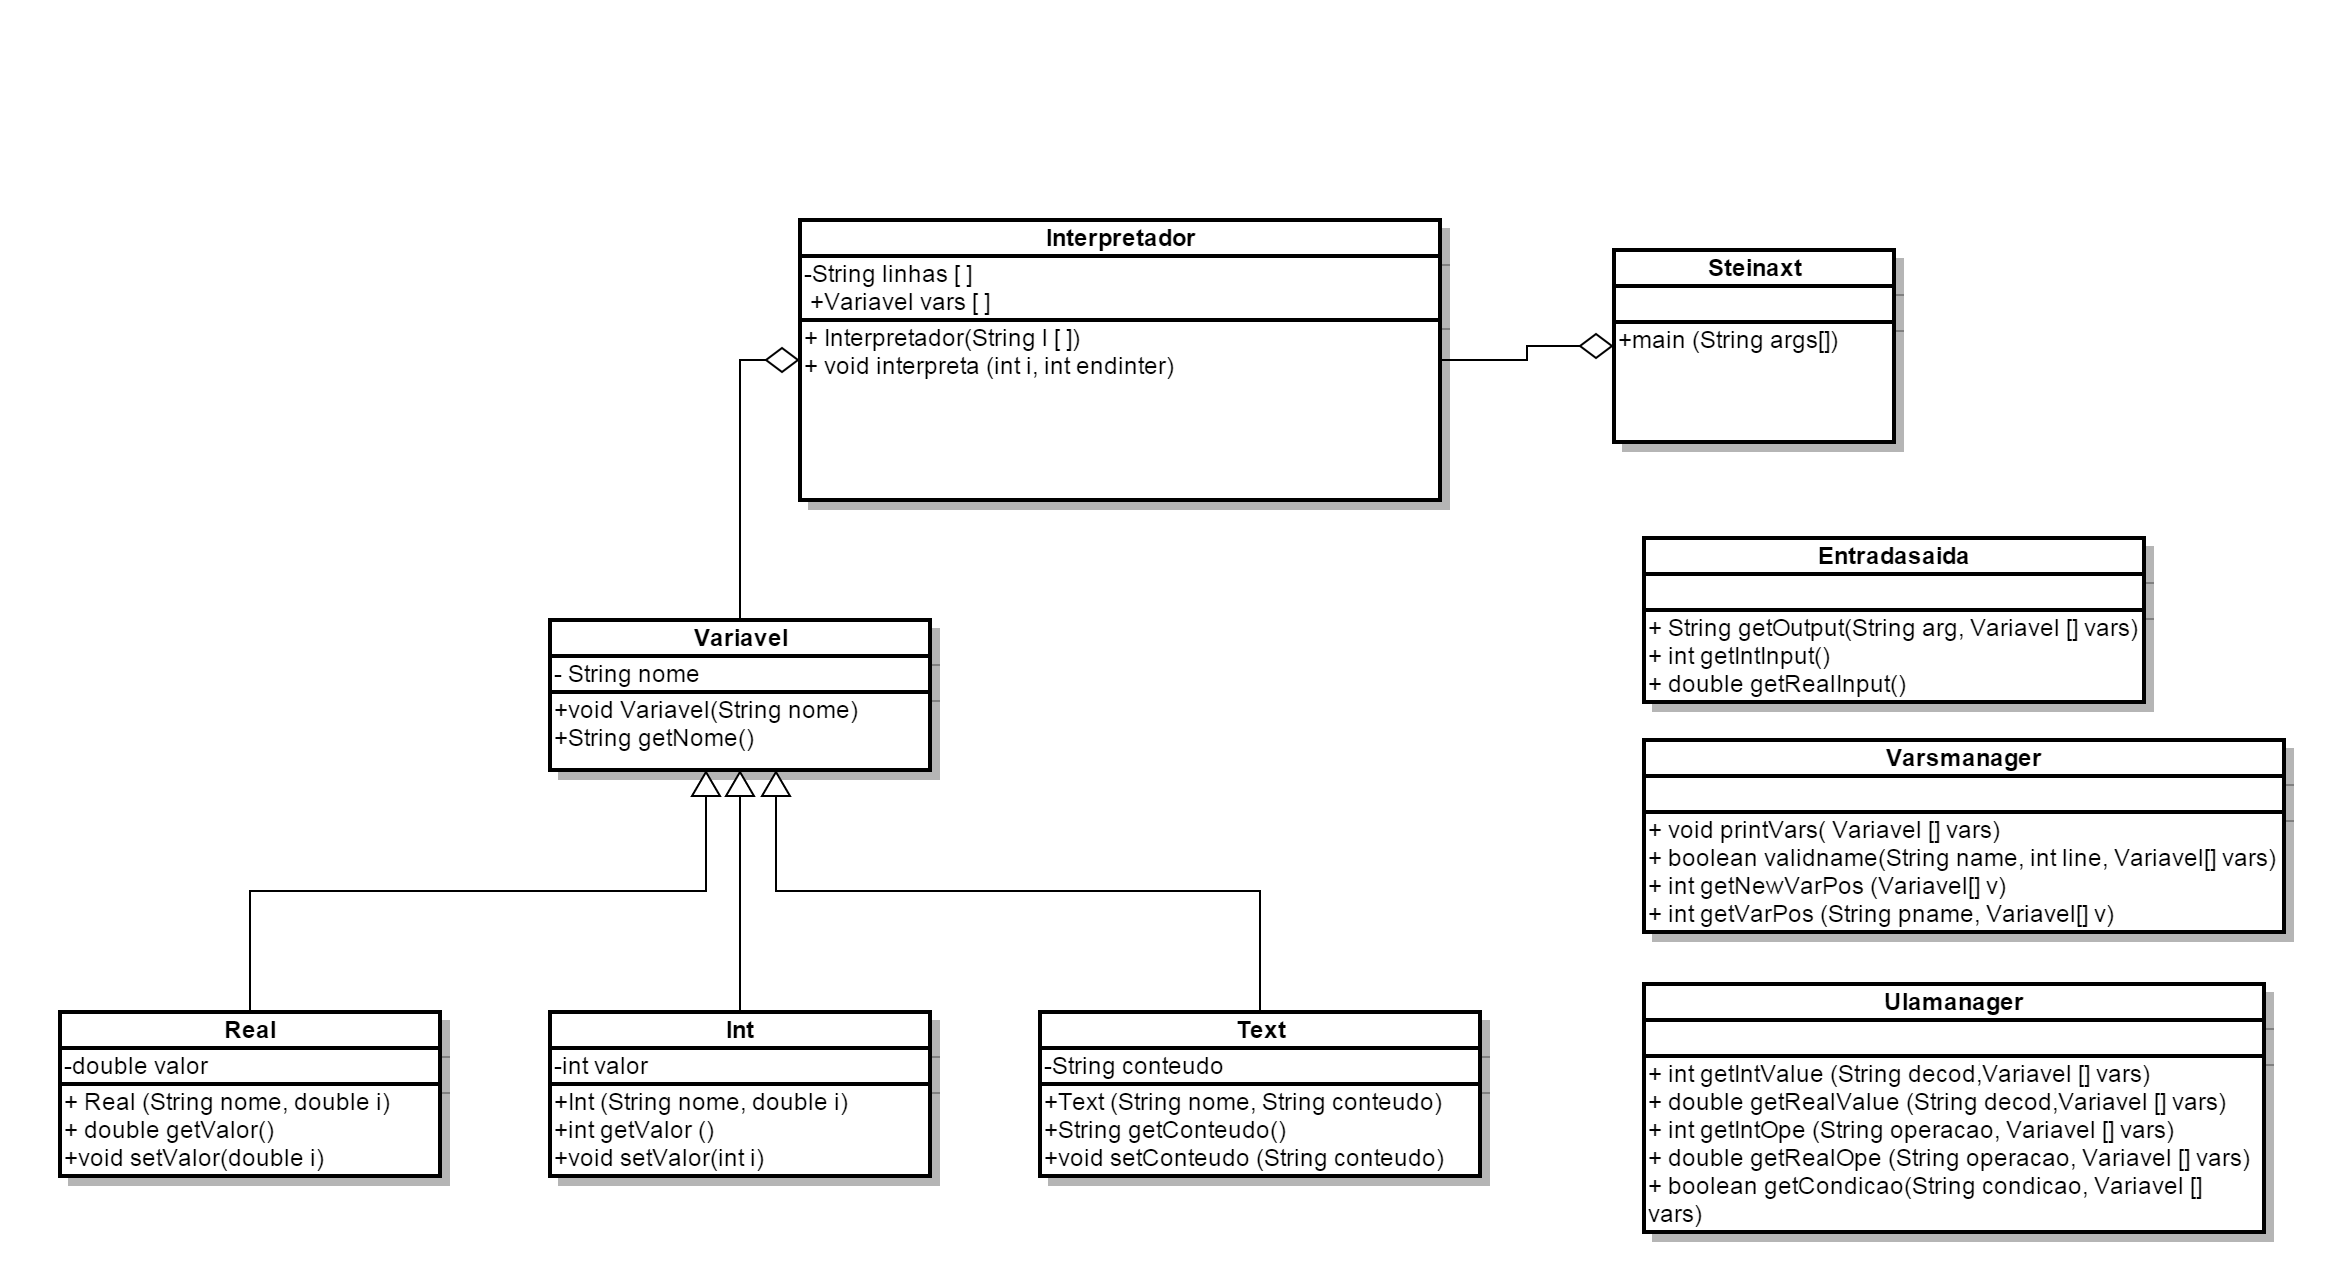 Interpretador
-String linhas [ ]
+Variavel vars [ ]
+ Interpretador(String l [ ])
+ void interpreta (int i, int endinter)
Steinaxt
+main (String args[])
Entradasaida
+ String getOutput(String arg, Variavel [] vars)
+ int getIntInput()
+ double getRealInput()
Variavel
- String nome
+void Variavel(String nome)
+String getNome()
Varsmanager
+ void printVars( Variavel [] vars)
+ boolean validname(String name, int line, Variavel[] vars)
+ int getNewVarPos (Variavel[] v)
+ int getVarPos (String pname, Variavel[] v)
Real
-double valor
+ Real (String nome, double i)
+ double getValor()
+void setValor(double i)
Int
-int valor
+Int (String nome, double i)
+int getValor ()
+void setValor(int i)
Text
-String conteudo
+Text (String nome, String conteudo)
+String getConteudo()
+void setConteudo (String conteudo)
Ulamanager
+ int getIntValue (String decod,Variavel [] vars)
+ double getRealValue (String decod,Variavel [] vars)
+ int getIntOpe (String operacao, Variavel [] vars)
+ double getRealOpe (String operacao, Variavel [] vars)
+ boolean getCondicao(String condicao, Variavel []
vars)